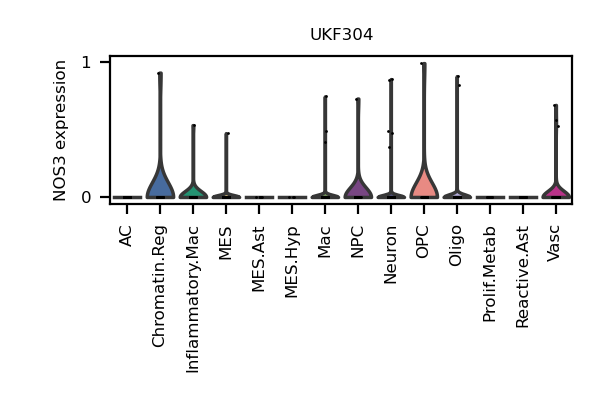 UKF304
NOS3 expression
1
0
AC
Chromatin.Reg
Inflammatory.Mac
MES
MES.Ast
MES.Hyp
Mac
NPC
Neuron
OPC
Oligo
Prolif.Metab
Reactive.Ast
Vasc